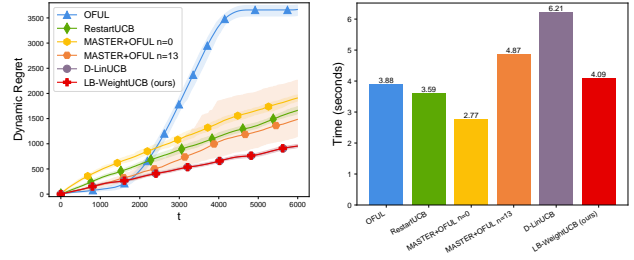 OFUL
RestartUCB
MASTER+OFUL n=0
MASTER+OFUL n=13
D-LinUCB
LB-WeightUCB (ours)
Dynamic Regret
3500
3000
2500
2000
1500
1000
500
0
0 1000 2000 3000 4000 5000 6000
t
Time (seconds)
6
5
4
3
2
1
0
3.88
3.59
2.77
4.87
6.21
4.09
OFUL
RestartUCB
MASTER+OFUL n=0
MASTER+OFUL n=13
D-LinUCB
LB-WeightUCB (ours)